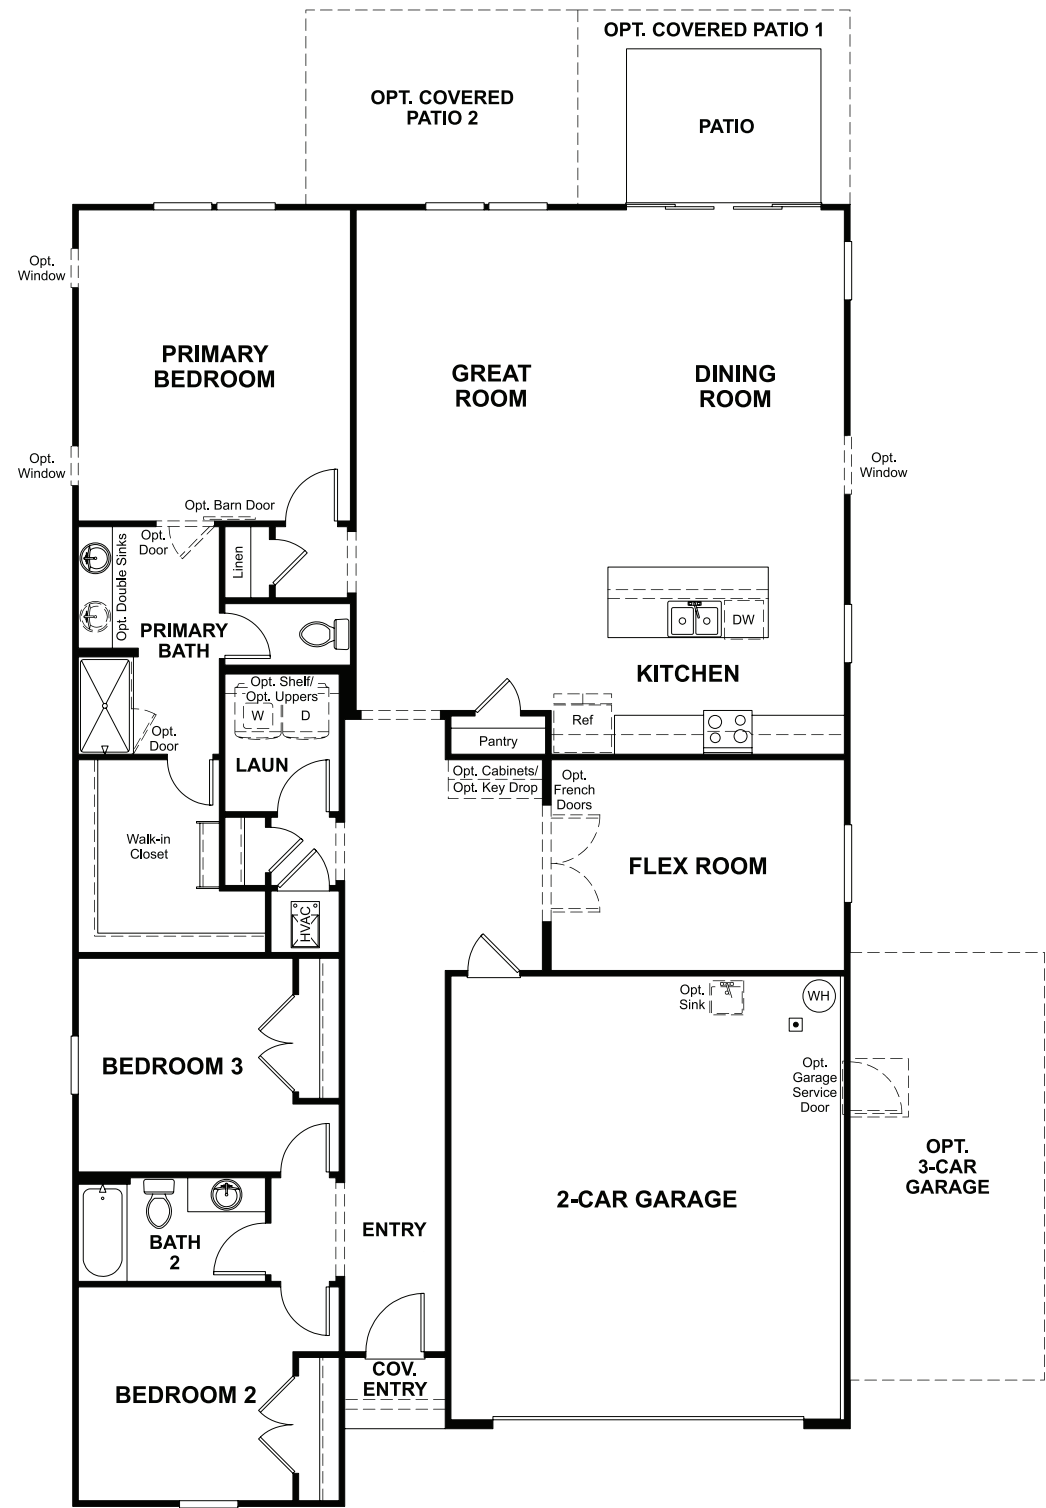 OPT. COVERED PATIO 1
OPT. COVERED
PATIO 2
PATIO
Opt.
Window
PRIMARY
BEDROOM
GREAT
ROOM
DINING
ROOM
Opt.
Window
Opt.
Window
Opt. Barn Door
Opt.
Door
Opt. Double Sinks
Linen
PRIMARY
BATH
DW
KITCHEN
Opt. Shelf/
Opt. Uppers
W
D
Ref
Opt.
Door
Pantry
LAUN
Opt. Cabinets/
Opt. Key Drop
Opt.
French
Doors
Walk-in
Closet
FLEX ROOM
HVAC
Opt.
Sink
WH
BEDROOM 3
Opt.
Garage
Service
Door
OPT.
3-CAR
GARAGE
2-CAR GARAGE
ENTRY
BATH
2
COV.
ENTRY
BEDROOM 2